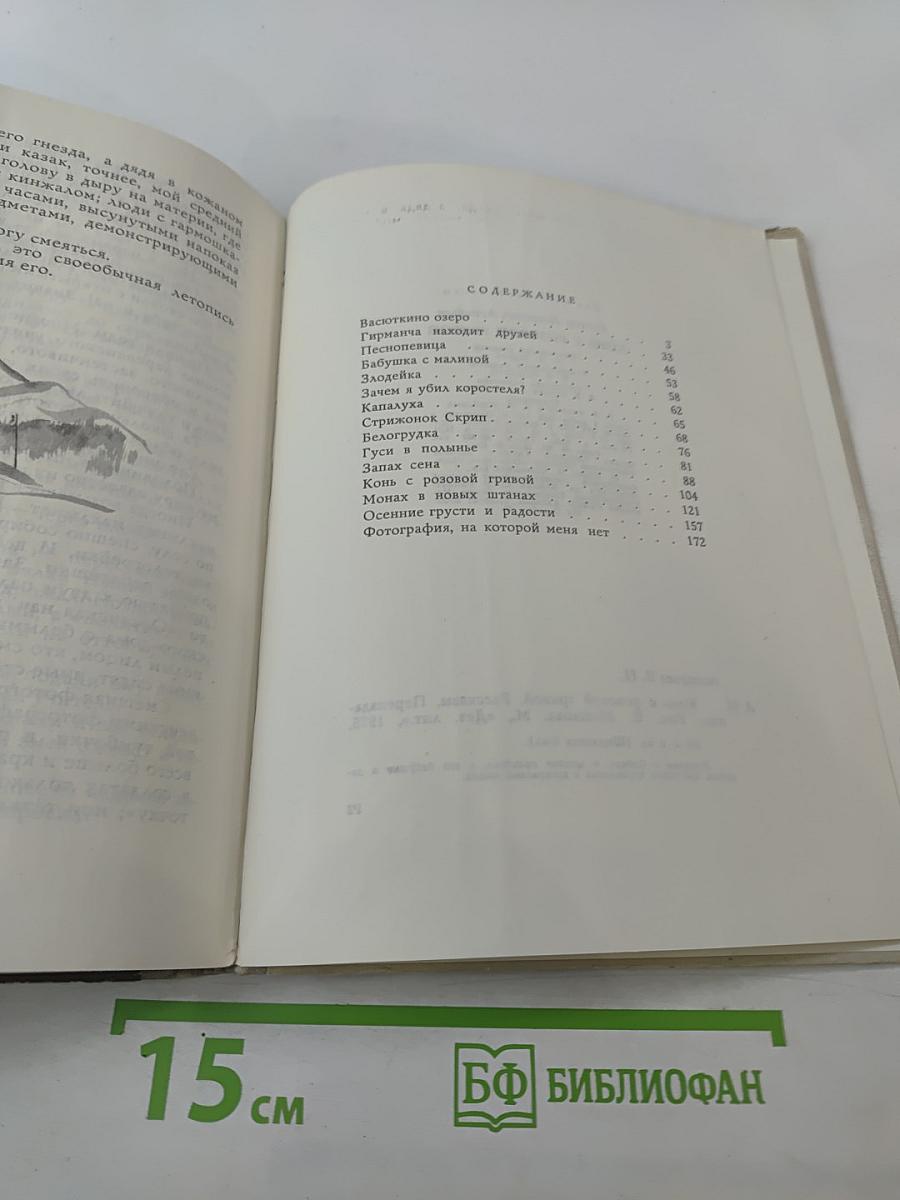 его гнезда, а дядя в кожаном
и казак, точнее, мой средний
голову в дыру на материи, где
кинжалом; люди с гармошка-
часами, высунутыми напоказ
дметами, демонстрирующими
огу смеяться.
это своеобычная летопись
ия его.
СОДЕРЖАНИЕ
Васюткино озеро . . . . . . . . 3
Гирманча находит друзей . . . . . . 33
Песнопевица . . . . . . . . . 46
Бабушка с малиной . . . . . . . . 53
Злодейка . . . . . . . . . . 58
Зачем я убил коростеля? . . . . . . 62
Капалуха . . . . . . . . . . 65
Стрижонок Скрип . . . . . . . . 68
Белогрудка . . . . . . . . . 76
Гуси в полынье . . . . . . . . 81
Запах сена . . . . . . . . . 88
Конь с розовой гривой . . . . . . 104
Монах в новых штанах . . . . . . 121
Осенние грусти и радости . . . . . 157
Фотография, на которой меня нет . . . . 172
15 см
БФ БИБЛИОФАН